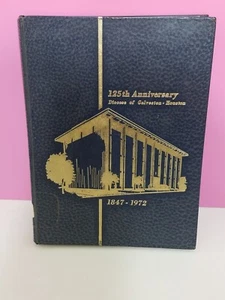 125th Anniversary
Diocese of Galveston - Houston
1847 - 1972